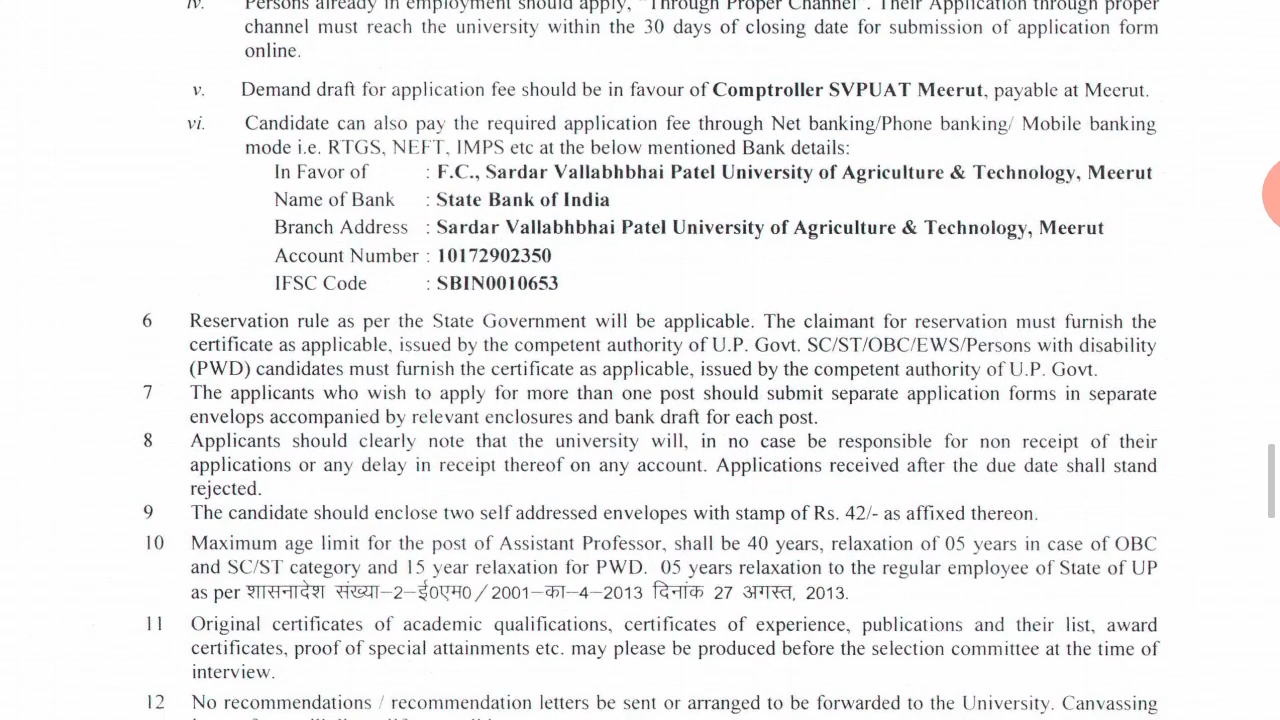 iv. Persons already in employment should apply, "Through Proper Channel". Their Application through proper
channel must reach the university within the 30 days of closing date for submission of application form
online.
v. Demand draft for application fee should be in favour of Comptroller SVPUAT Meerut, payable at Meerut.
vi. Candidate can also pay the required application fee through Net banking/Phone banking/ Mobile banking
mode i.e. RTGS, NEFT, IMPS etc at the below mentioned Bank details:
In Favor of : F.C., Sardar Vallabhbhai Patel University of Agriculture & Technology, Meerut
Name of Bank : State Bank of India
Branch Address : Sardar Vallabhbhai Patel University of Agriculture & Technology, Meerut
Account Number : 10172902350
IFSC Code : SBIN0010653
6 Reservation rule as per the State Government will be applicable. The claimant for reservation must furnish the
certificate as applicable, issued by the competent authority of U.P. Govt. SC/ST/OBC/EWS/Persons with disability
(PWD) candidates must furnish the certificate as applicable, issued by the competent authority of U.P. Govt.
7 The applicants who wish to apply for more than one post should submit separate application forms in separate
envelops accompanied by relevant enclosures and bank draft for each post.
8 Applicants should clearly note that the university will, in no case be responsible for non receipt of their
applications or any delay in receipt thereof on any account. Applications received after the due date shall stand
rejected.
9 The candidate should enclose two self addressed envelopes with stamp of Rs. 42/- as affixed thereon.
10 Maximum age limit for the post of Assistant Professor, shall be 40 years, relaxation of 05 years in case of OBC
and SC/ST category and 15 year relaxation for PWD. 05 years relaxation to the regular employee of State of UP
as per शासनादेश संख्या–2–ई0एम0/2001–का–4–2013 दिनांक 27 अगस्त, 2013.
11 Original certificates of academic qualifications, certificates of experience, publications and their list, award
certificates, proof of special attainments etc. may please be produced before the selection committee at the time of
interview.
12 No recommendations / recommendation letters be sent or arranged to be forwarded to the University. Canvassing